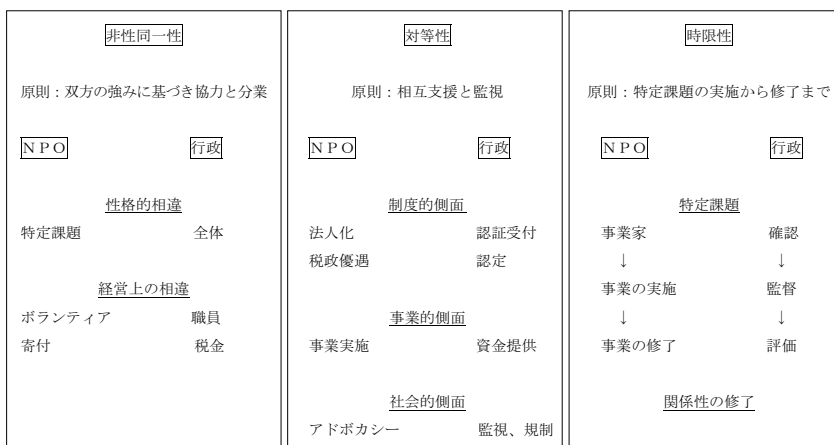 非性同一性
原則：双方の強みに基づき協力と分業
ＮＰＯ 行政
性格的相違
特定課題 全体
経営上の相違
ボランティア 職員
寄付 税金
対等性
原則：相互支援と監視
ＮＰＯ 行政
制度的側面
法人化 認証受付
税政優遇 認定
事業的側面
事業実施 資金提供
社会的側面
アドボカシー 監視、規制
時限性
原則：特定課題の実施から修了まで
ＮＰＯ 行政
特定課題
事業家 確認
↓ ↓
事業の実施 監督
↓ ↓
事業の修了 評価
関係性の修了